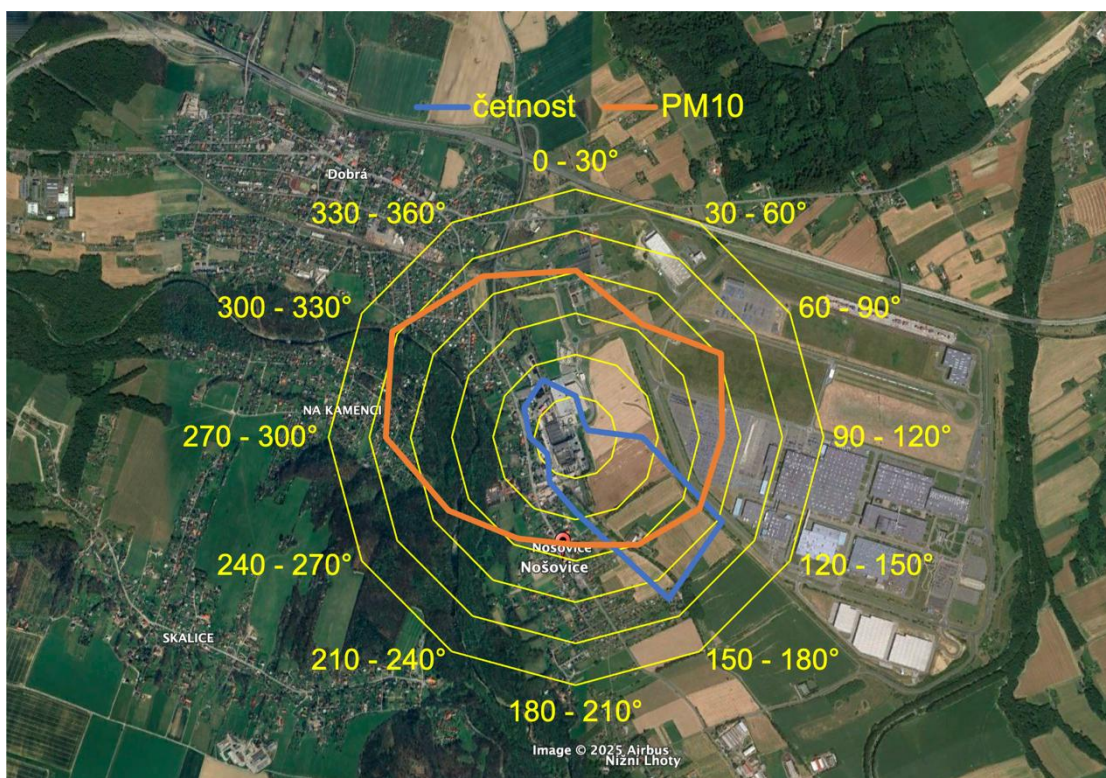 četnost PM10
0 - 30°
Dobrá
330 - 360° 30 - 60°
300 - 330° 60 - 90°
NA KAMENCI
270 - 300° 90 - 120°
Nošovice
Nošovice
240 - 270° 120 - 150°
SKALICE
210 - 240° 150 - 180°
180 - 210°
Image © 2025 Airbus
Nižní Lhoty